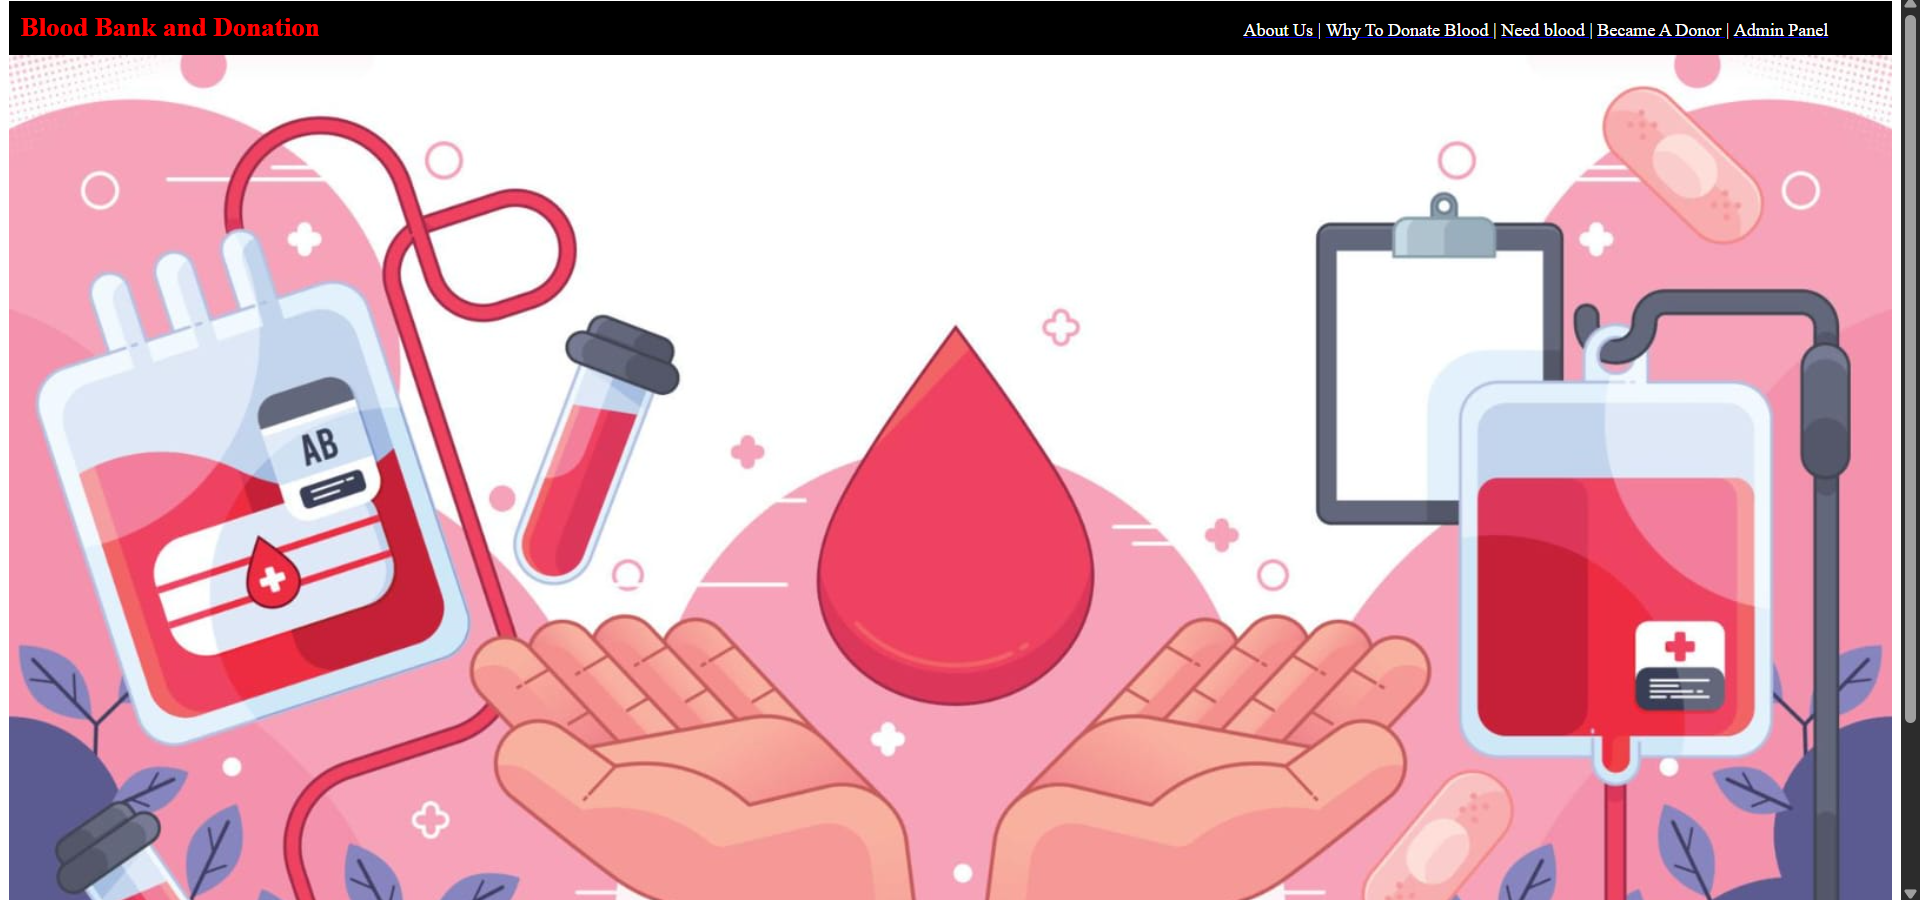 Blood Bank and Donation
About Us | Why To Donate Blood | Need blood | Became A Donor | Admin Panel
AB